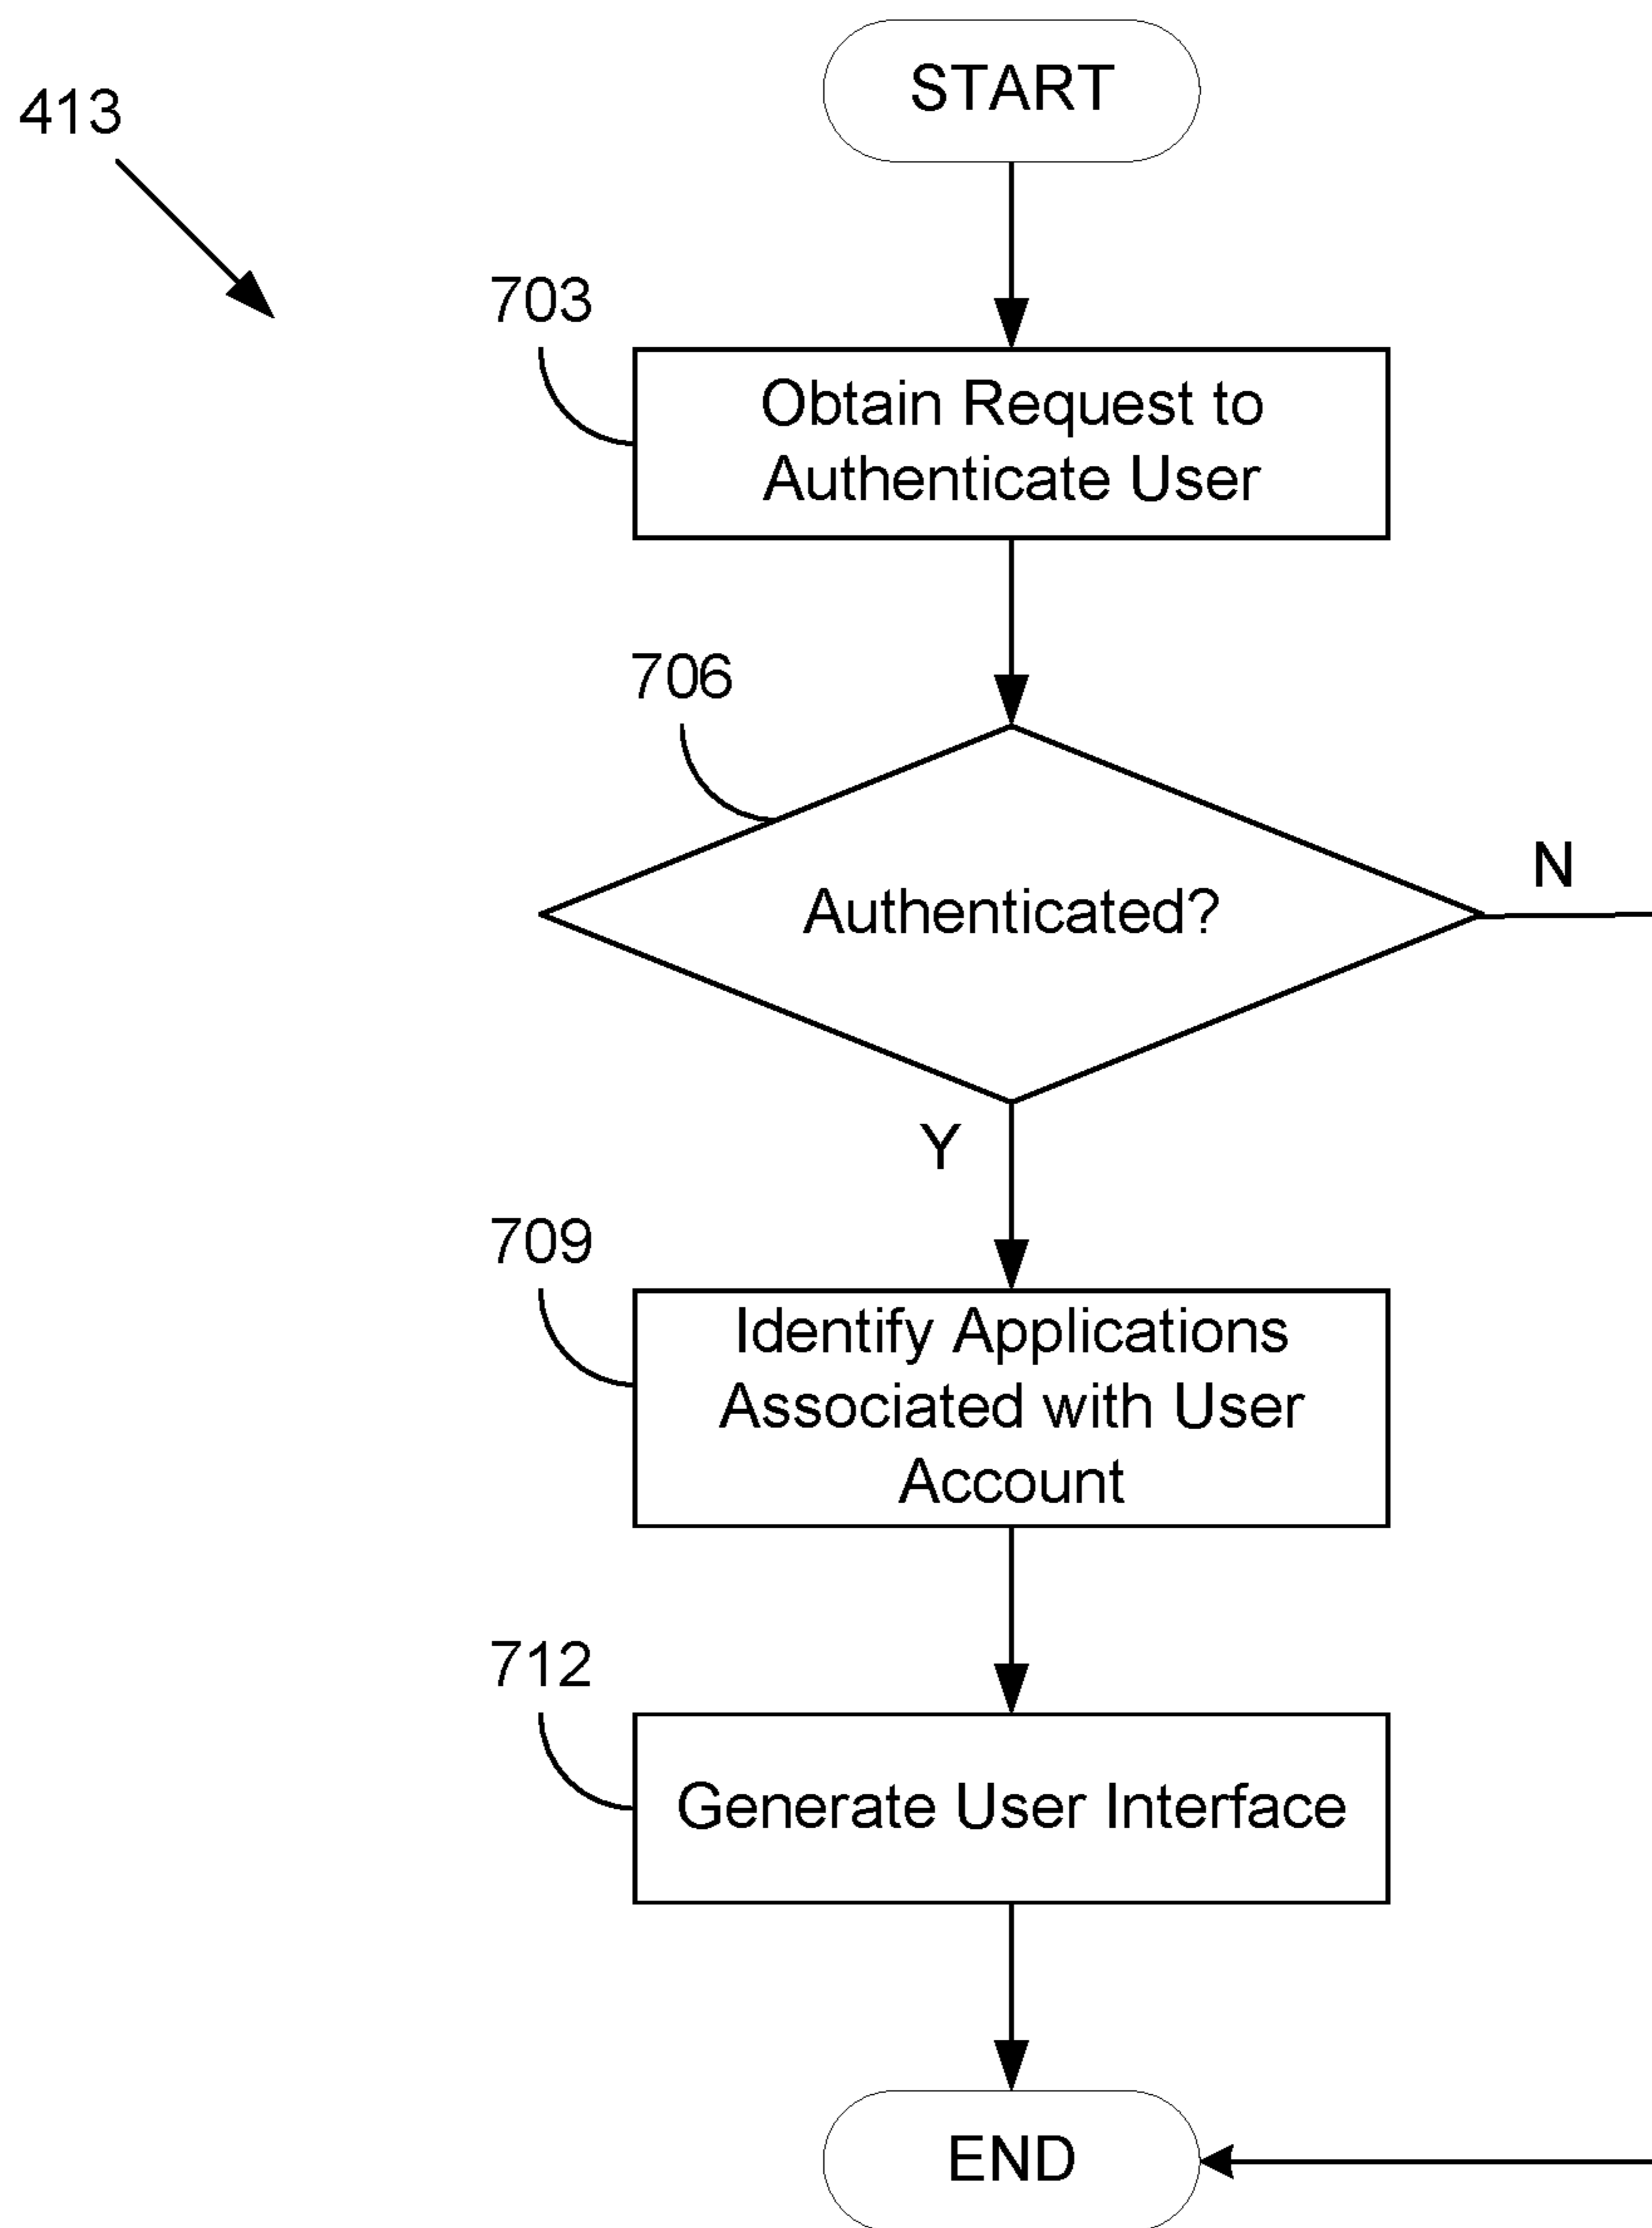 START
413
703
Obtain Request to
Authenticate User
706
N
Authenticated?
Y
709
Identify Applications
Associated with User
Account
712
Generate User Interface
END